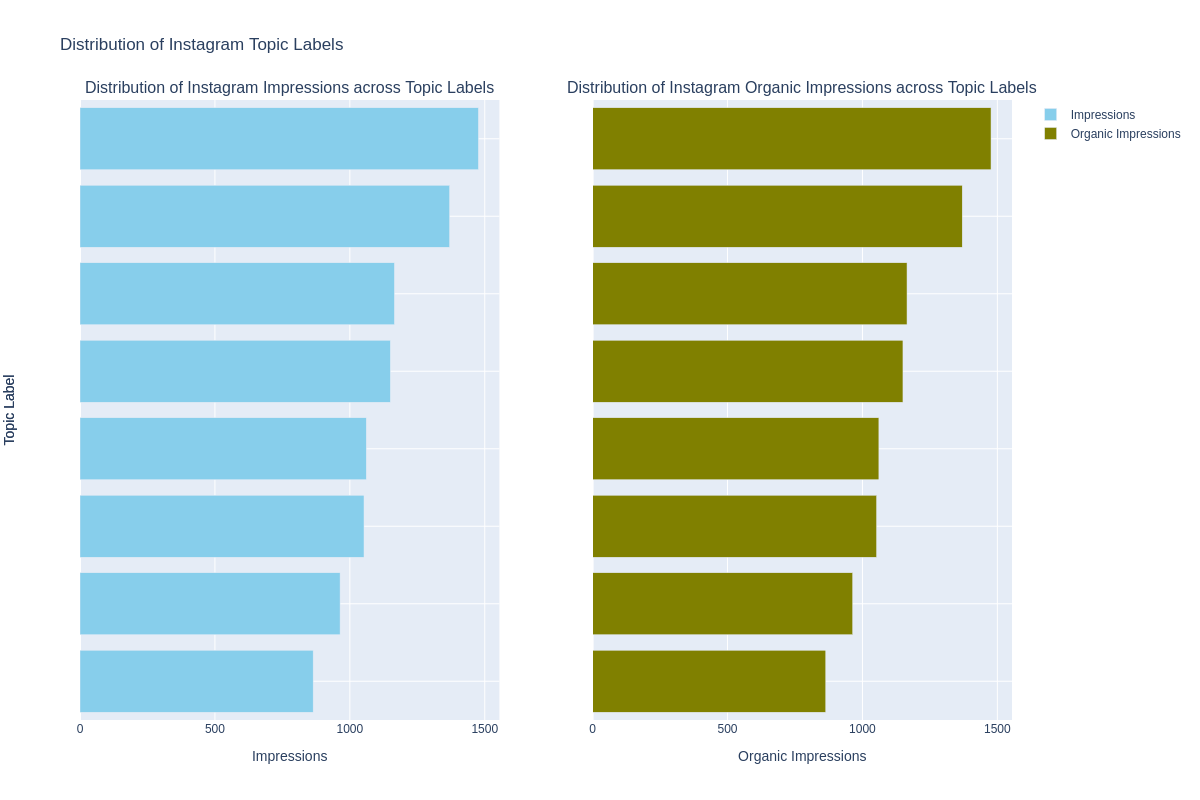 Distribution of Instagram Topic Labels
Distribution of Instagram Impressions across Topic Labels
Distribution of Instagram Organic Impressions across Topic Labels
Impressions
Organic Impressions
Topic Label
0 500 1000 1500
0 500 1000 1500
Impressions
Organic Impressions